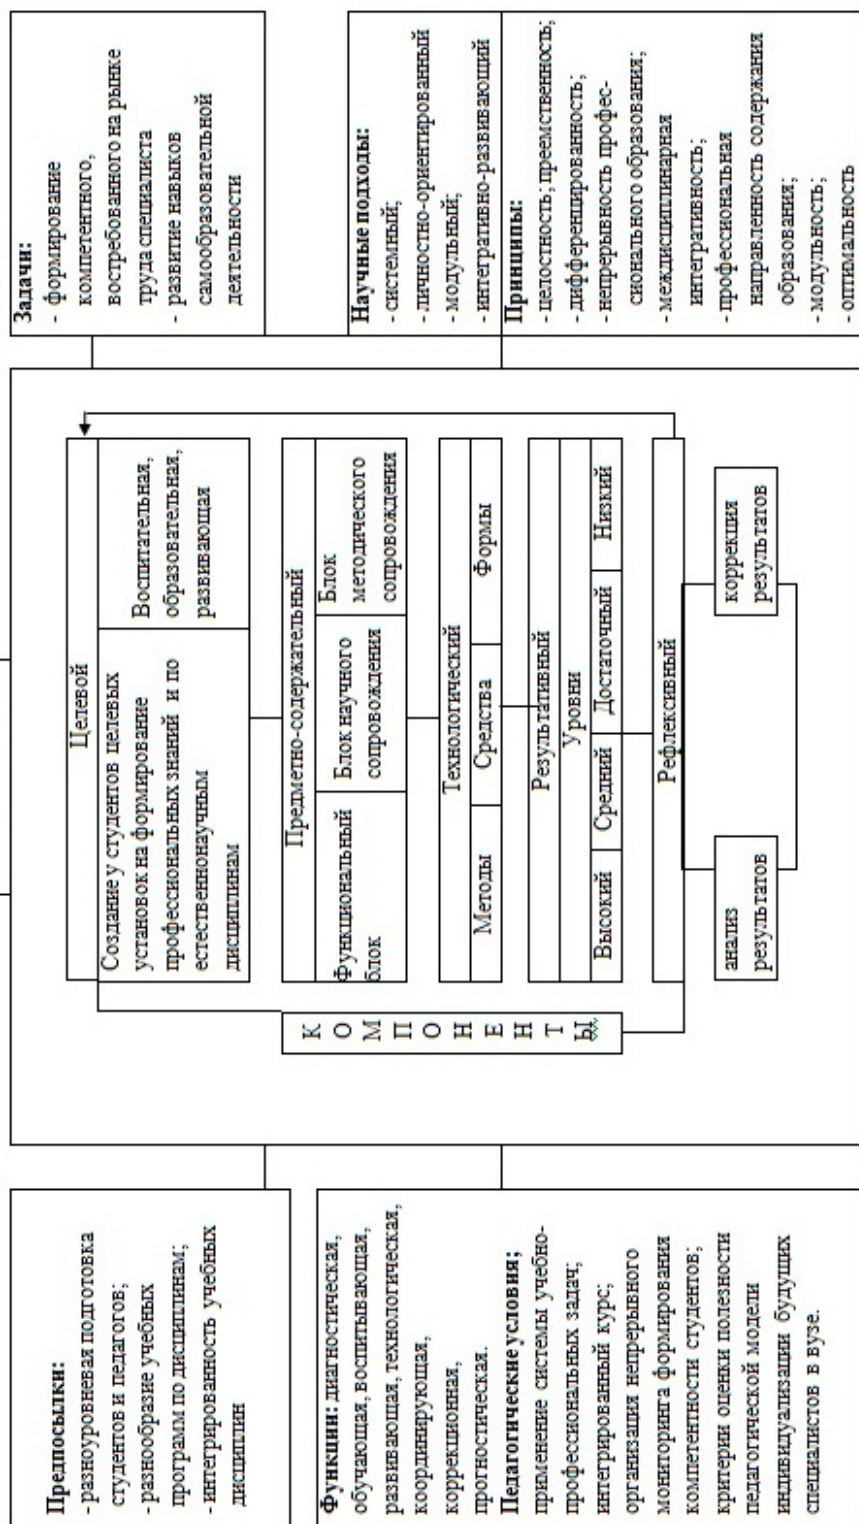 Предпосылки:
- разноуровневая подготовка
студентов и педагогов;
- разнообразие учебных
программ по дисциплинам;
- интегрированность учебных
дисциплин
Функции: диагностическая,
обучающая, воспитывающая,
развивающая, технологическая,
координирующая,
коррекционная,
прогностическая.
Педагогические условия;
применение системы учебно-
профессиональных задач;
интегрированный курс;
организация непрерывного
мониторинга формирования
компетентности студентов;
критерии оценки полезности
педагогической модели
индивидуализации будущих
специалистов в вузе.
К
О
М
П
О
Н
Е
Н
Т
Ы
Целевой
Создание у студентов целевых
установок на формирование
профессиональных знаний и по
естественнонаучным
дисциплинам
Воспитательная,
образовательная,
развивающая
Предметно-содержательный
Функциональный
блок
Блок научного
сопровождения
Блок
методического
сопровождения
Технологический
Методы
Средства
Формы
Результативный
Уровни
Высокий
Средний
Достаточный
Низкий
Рефлексивный
анализ
результатов
коррекция
результатов
Задачи:
- формирование
компетентного,
востребованного на рынке
труда специалиста
- развитие навыков
самообразовательной
деятельности
Научные подходы:
- системный;
-личностно-ориентированный
- модульный;
- интегративно-развивающий
Принципы:
-целостность; преемственность;
-дифференцированность;
-непрерывность профес-
сионального образования;
-междисциплинарная
интегративность;
-профессиональная
направленность содержания
образования;
- модульность;
- оптимальность